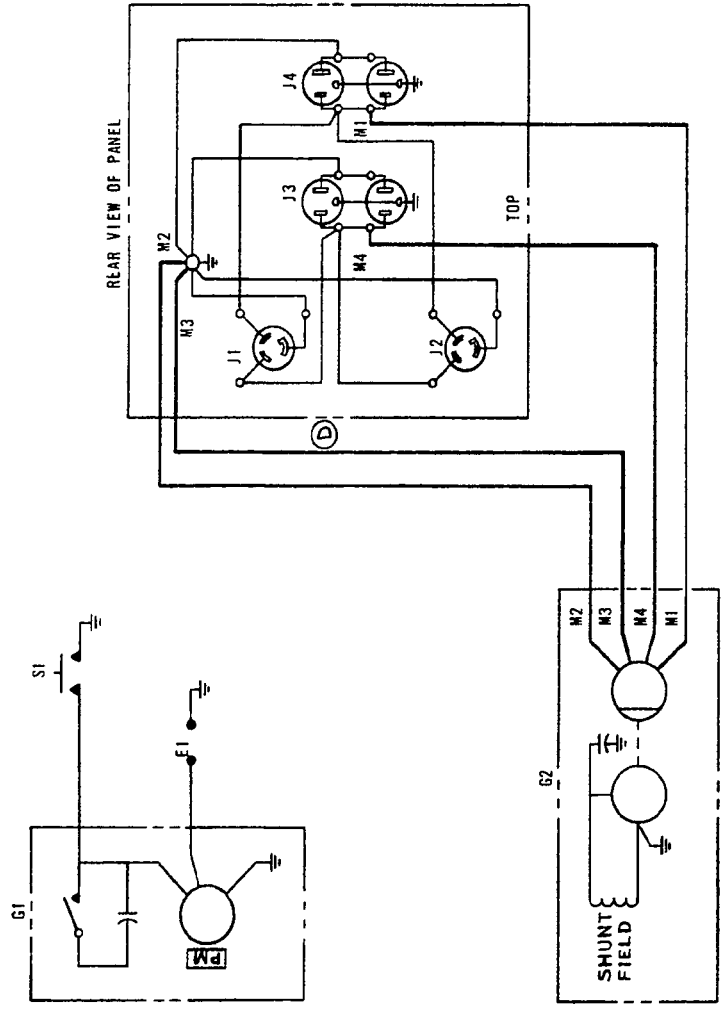 REAR VIEW OF PANEL
J4
M1
J3
TOP
M2
M4
M3
J1
J2
D
S1
E1
G1
PM
G2
M2
M3
M4
M1
SHUNT
FIELD